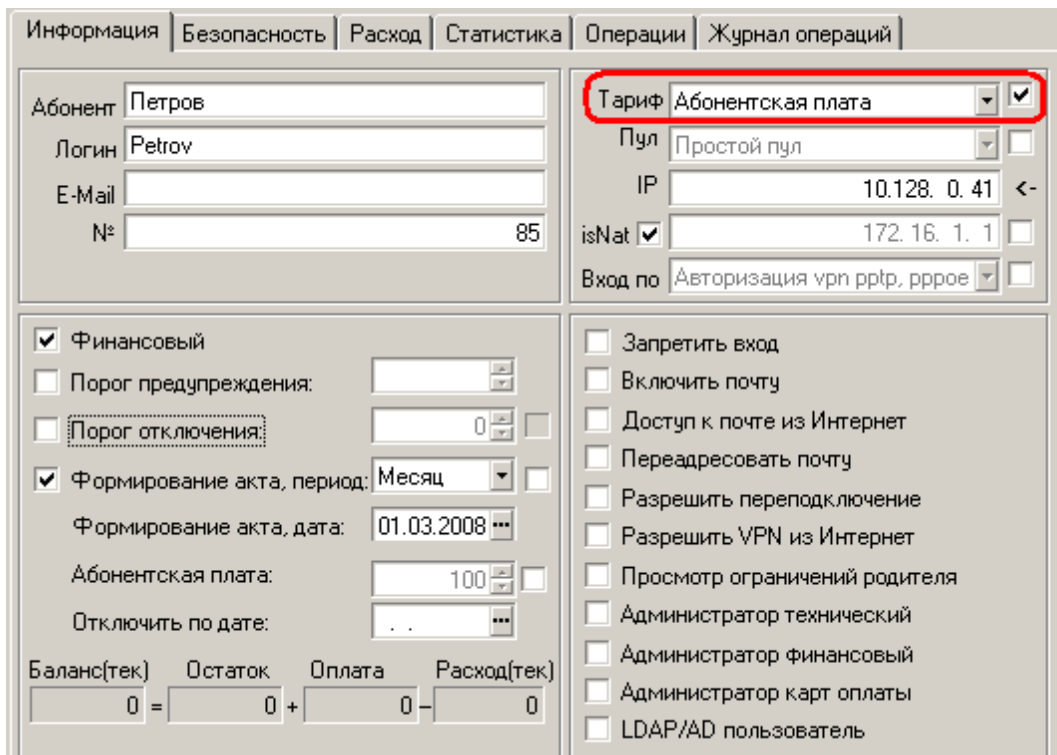 Информация Безопасность Расход Статистика Операции Журнал операций
Абонент Петров
Логин Petrov
E-Mail
№ 85
Тариф Абонентская плата
Пул Простой пул
IP 10.128. 0. 41 <-
isNat 172. 16. 1. 1
Вход по Авторизация vpn pptp, pppoe
Финансовый
Порог предупреждения:
Порог отключения: 0
Формирование акта, период: Месяц
Формирование акта, дата: 01.03.2008 ...
Абонентская плата: 100
Отключить по дате: . . ...
Баланс(тек) Остаток Оплата Расход(тек)
0 = 0 + 0 – 0
Запретить вход
Включить почту
Доступ к почте из Интернет
Переадресовать почту
Разрешить переподключение
Разрешить VPN из Интернет
Просмотр ограничений родителя
Администратор технический
Администратор финансовый
Администратор карт оплаты
LDAP/AD пользователь